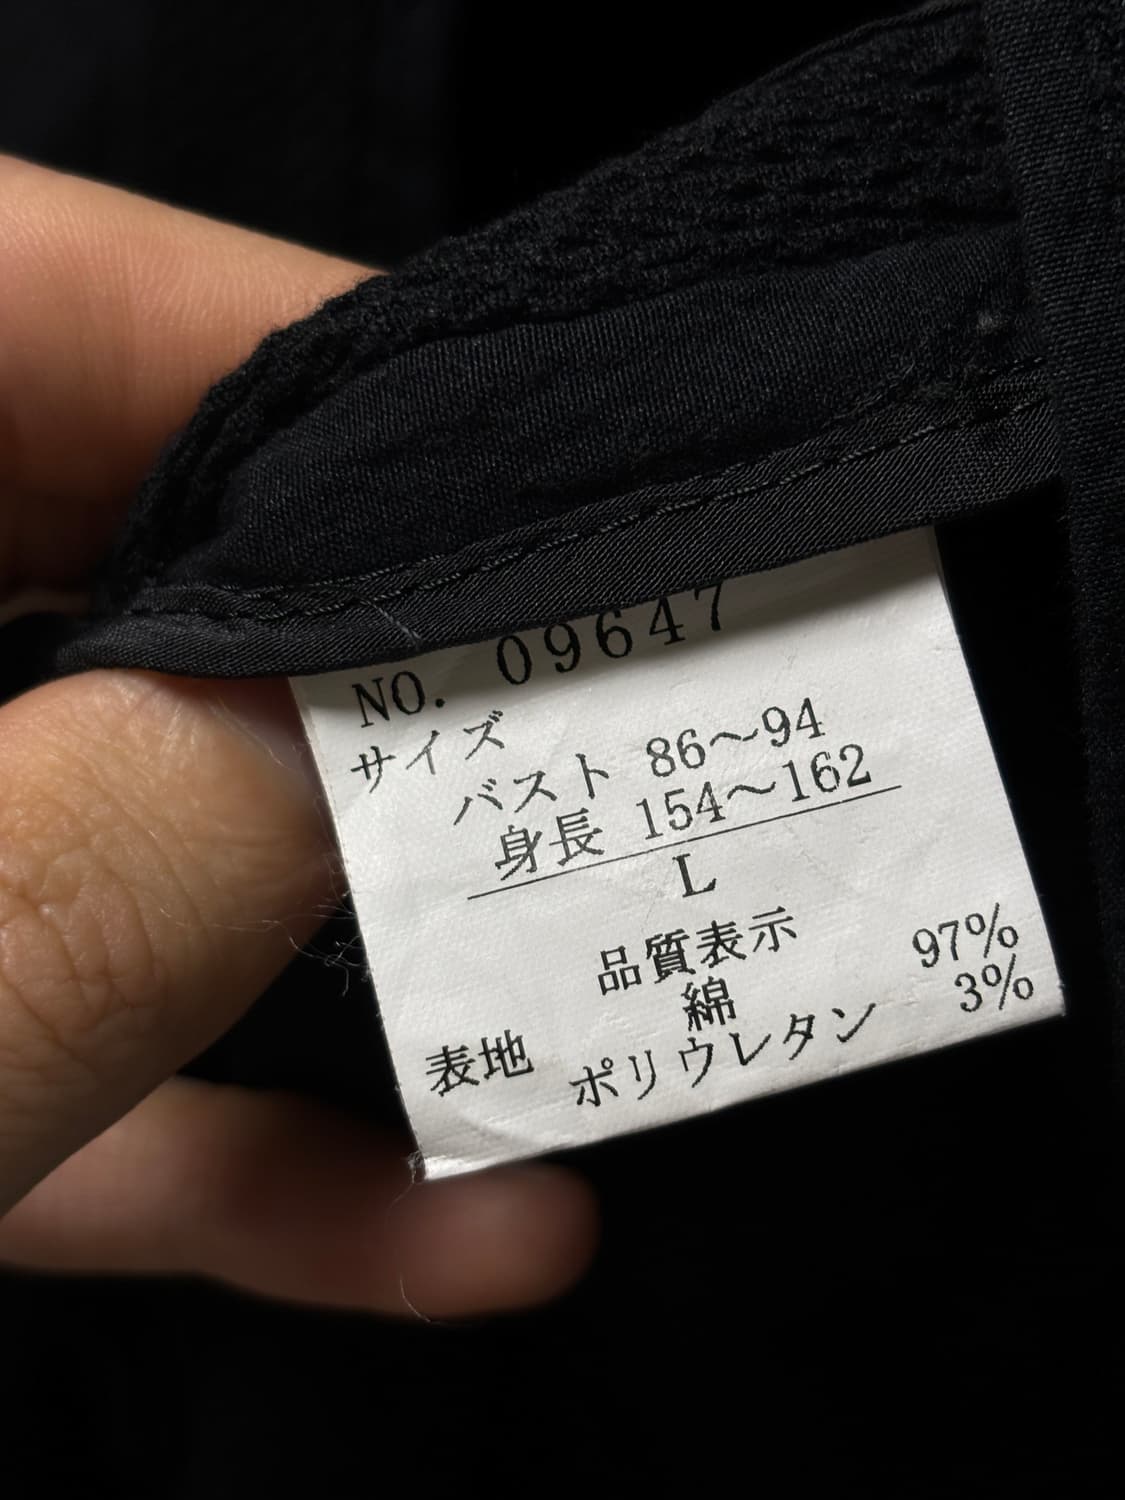 NO. 09647
サイズ
バスト 86～94
身長 154～162
L
品質表示
表地 綿 97%
ポリウレタン 3%